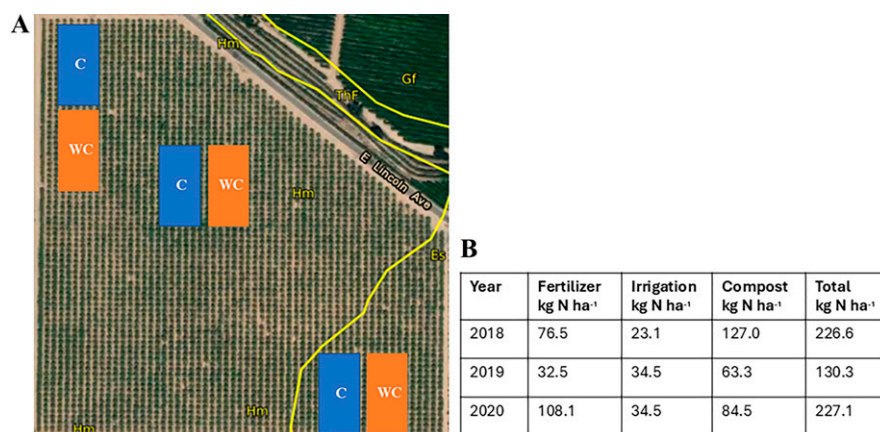 A
Hm
C
Gf
ThF
WC
E Lincoln Ave
C
WC
Hm
Es
C
WC
Hm
Hm
B
Year Fertilizer kg N ha⁻¹ Irrigation kg N ha⁻¹ Compost kg N ha⁻¹ Total kg N ha⁻¹
2018 76.5 23.1 127.0 226.6
2019 32.5 34.5 63.3 130.3
2020 108.1 34.5 84.5 227.1